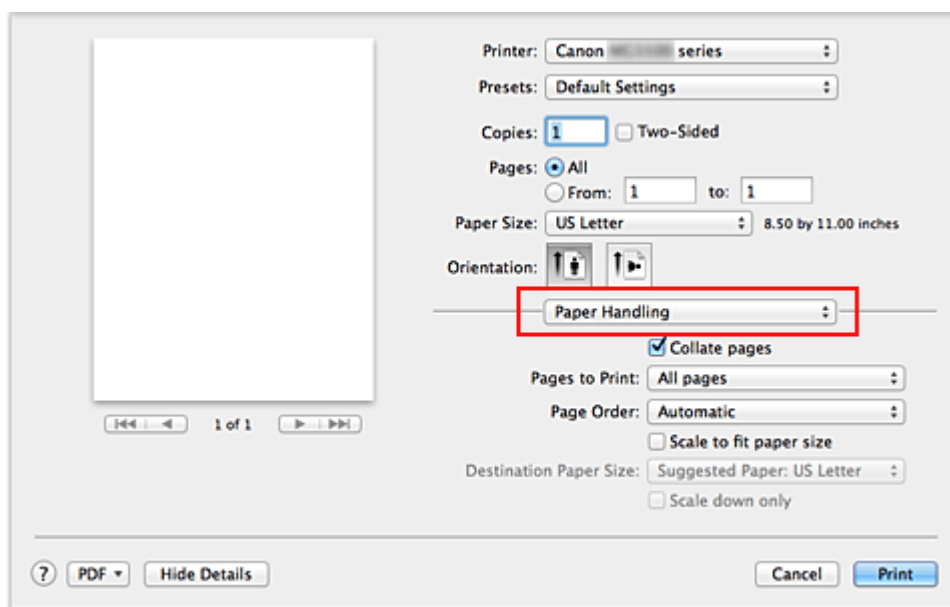 Printer: Canon series
Presets: Default Settings
Copies: 1 Two-Sided
Pages: All
From: 1 to: 1
Paper Size: US Letter 8.50 by 11.00 inches
Orientation:
Paper Handling
Collate pages
Pages to Print: All pages
Page Order: Automatic
1 of 1
Scale to fit paper size
Destination Paper Size: Suggested Paper: US Letter
Scale down only
? PDF Hide Details Cancel Print